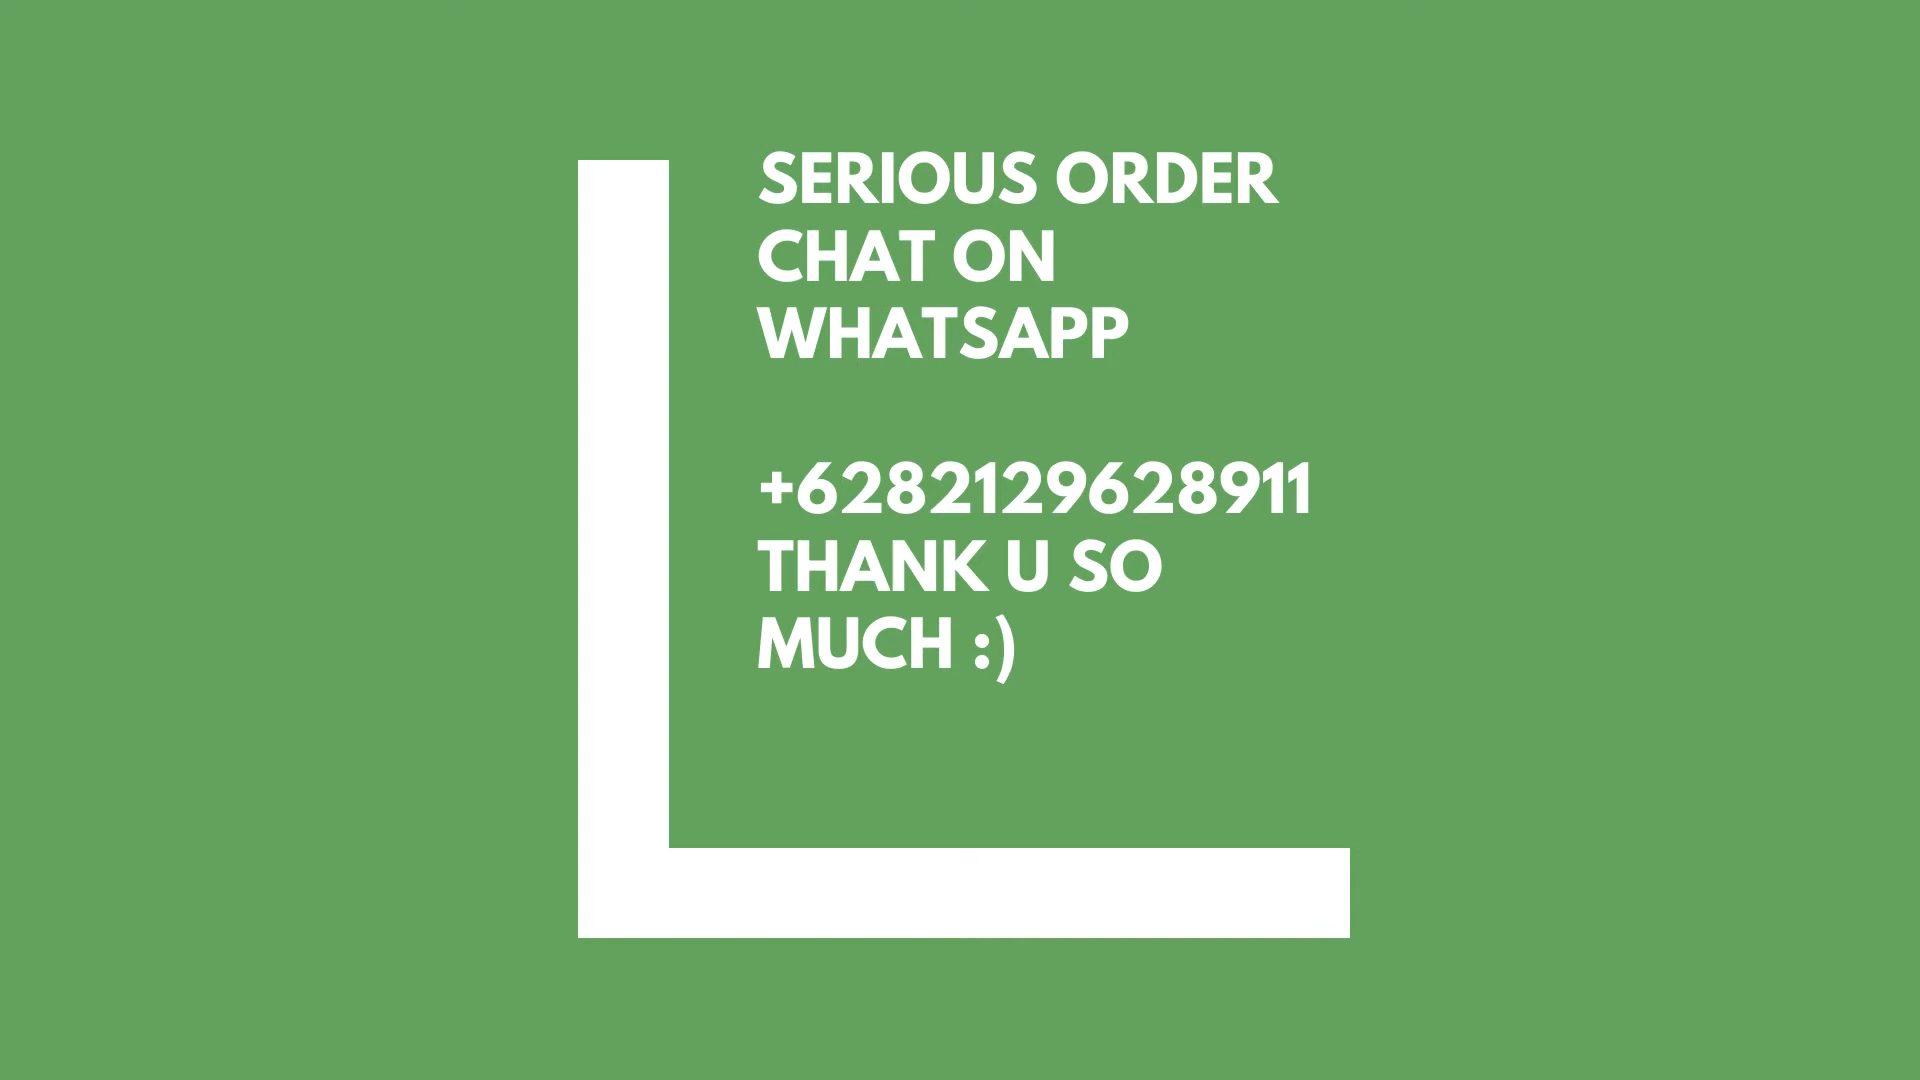 SERIOUS ORDER
CHAT ON
WHATSAPP
+6282129628911
THANK U SO
MUCH :)